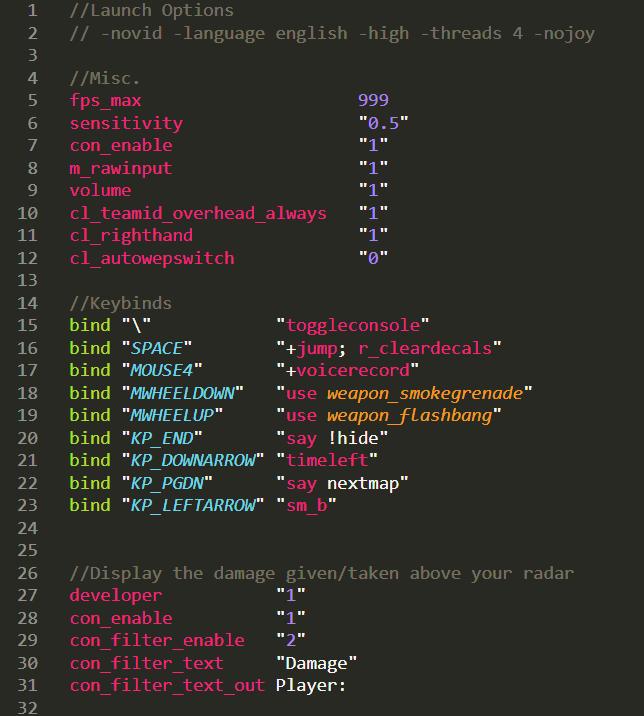 1 //Launch Options
2 // -novid -language english -high -threads 4 -nojoy
3
4 //Misc.
5 fps_max 999
6 sensitivity "0.5"
7 con_enable "1"
8 m_rawinput "1"
9 volume "1"
10 cl_teamid_overhead_always "1"
11 cl_righthand "1"
12 cl_autowepswitch "0"
13
14 //Keybinds
15 bind "\" "toggleconsole"
16 bind "SPACE" "+jump; r_cleardecals"
17 bind "MOUSE4" "+voicerecord"
18 bind "MWHEELDOWN" "use weapon_smokegrenade"
19 bind "MWHEELUP" "use weapon_flashbang"
20 bind "KP_END" "say !hide"
21 bind "KP_DOWNARROW" "timeleft"
22 bind "KP_PGDN" "say nextmap"
23 bind "KP_LEFTARROW" "sm_b"
24
25
26 //Display the damage given/taken above your radar
27 developer "1"
28 con_enable "1"
29 con_filter_enable "2"
30 con_filter_text "Damage"
31 con_filter_text_out Player:
32